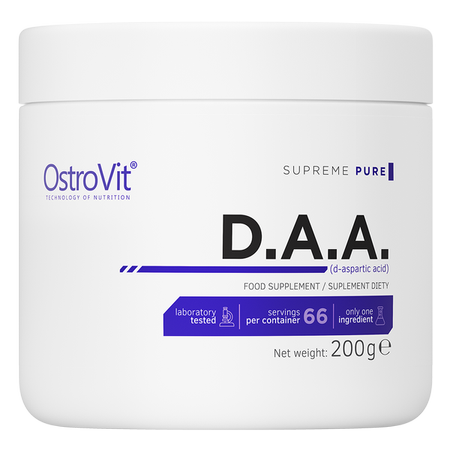 OstroVit®
TECHNOLOGY OF NUTRITION
SUPREME PURE
D.A.A.
(d-aspartic acid)
FOOD SUPPLEMENT / SUPLEMENT DIETY
laboratory tested
servings per container 66
only one ingredient
Net weight: 200g℮